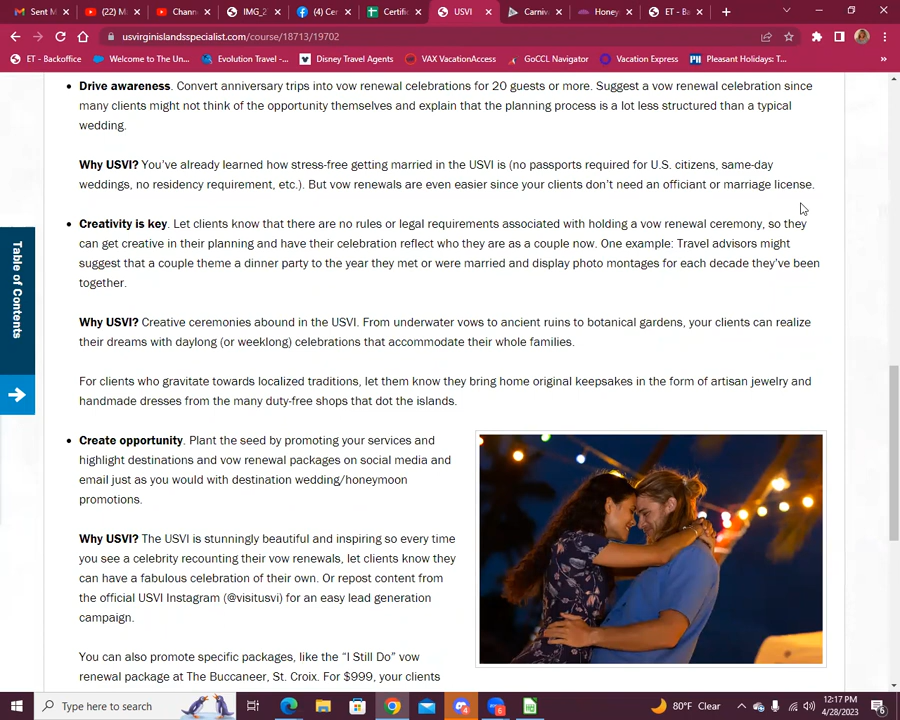 Sent M
(22) M
Chann
IMG_2
(4) Cer
Certific
USVI
Carniv
Honey
ET - Ba
usvirginislandsspecialist.com/course/18713/19702
ET - Backoffice
Welcome to The Un...
Evolution Travel -...
Disney Travel Agents
VAX VacationAccess
GoCCL Navigator
Vacation Express
Pleasant Holidays: T...
»
Drive awareness. Convert anniversary trips into vow renewal celebrations for 20 guests or more. Suggest a vow renewal celebration since
many clients might not think of the opportunity themselves and explain that the planning process is a lot less structured than a typical
wedding.
Why USVI? You've already learned how stress-free getting married in the USVI is (no passports required for U.S. citizens, same-day
weddings, no residency requirement, etc.). But vow renewals are even easier since your clients don't need an officiant or marriage license.
Creativity is key. Let clients know that there are no rules or legal requirements associated with holding a vow renewal ceremony, so they
can get creative in their planning and have their celebration reflect who they are as a couple now. One example: Travel advisors might
suggest that a couple theme a dinner party to the year they met or were married and display photo montages for each decade they've been
together.
Why USVI? Creative ceremonies abound in the USVI. From underwater vows to ancient ruins to botanical gardens, your clients can realize
their dreams with daylong (or weeklong) celebrations that accommodate their whole families.
For clients who gravitate towards localized traditions, let them know they bring home original keepsakes in the form of artisan jewelry and
handmade dresses from the many duty-free shops that dot the islands.
Create opportunity. Plant the seed by promoting your services and
highlight destinations and vow renewal packages on social media and
email just as you would with destination wedding/honeymoon
promotions.
Why USVI? The USVI is stunningly beautiful and inspiring so every time
you see a celebrity recounting their vow renewals, let clients know they
can have a fabulous celebration of their own. Or repost content from
the official USVI Instagram (@visitusvi) for an easy lead generation
campaign.
You can also promote specific packages, like the "I Still Do" vow
renewal package at The Buccaneer, St. Croix. For $999, your clients
Table of Contents
Type here to search
80°F Clear
12:17 PM
4/28/2023